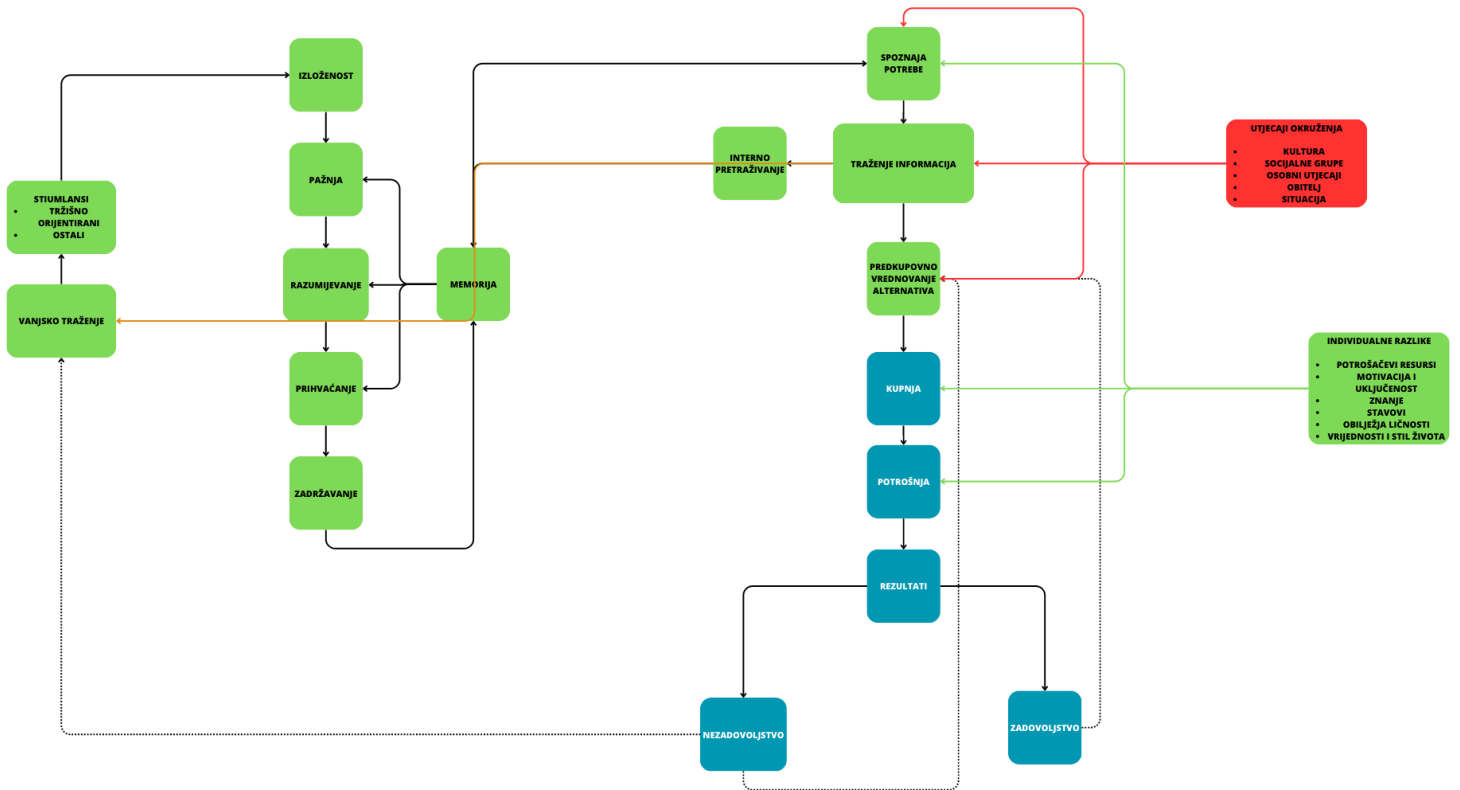 IZLOŽENOST
PAŽNJA
RAZUMIJEVANJE
PRIHVAĆANJE
ZADRŽAVANJE
STIUMLANSI
• TRŽIŠNO
ORIJENTIRANI
• OSTALI
VANJSKO TRAŽENJE
MEMORIJA
INTERNO
PRETRAŽIVANJE
SPOZNAJA
POTREBE
TRAŽENJE INFORMACIJA
PREDKUPOVNO
VREDNOVANJE
ALTERNATIVA
KUPNJA
POTROŠNJA
REZULTATI
NEZADOVOLJSTVO
ZADOVOLJSTVO
UTJECAJI OKRUŽENJA
• KULTURA
• SOCIJALNE GRUPE
• OSOBNI UTJECAJI
• OBITELJ
• SITUACIJA
INDIVIDUALNE RAZLIKE
• POTROŠAČEVI RESURSI
• MOTIVACIJA I
UKLJUČENOST
• ZNANJE
• STAVOVI
• OBILJEŽJA LIČNOSTI
• VRIJEDNOSTI I STIL ŽIVOTA